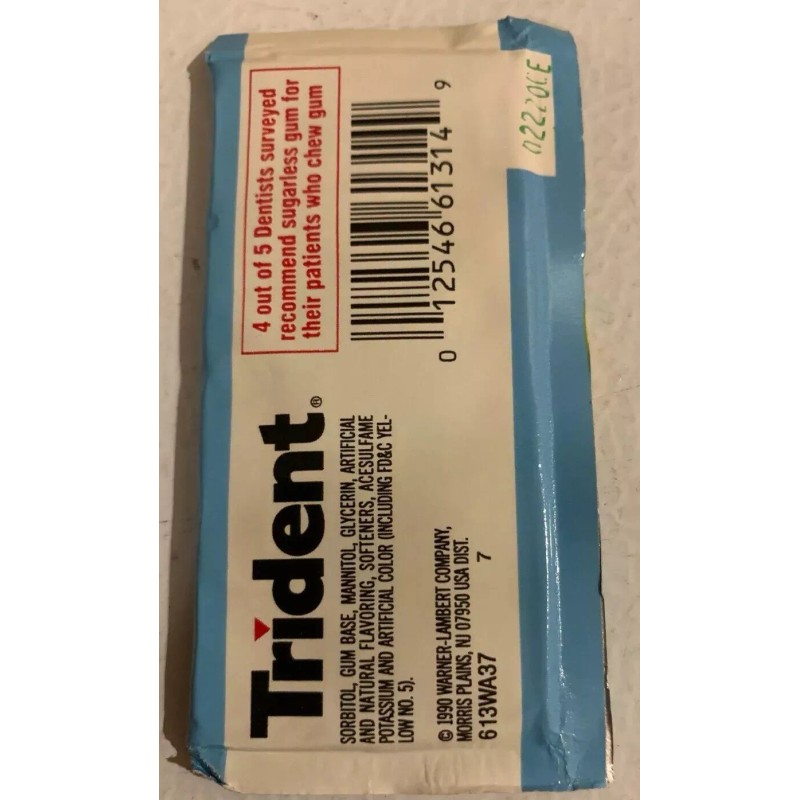 Trident®
4 out of 5 Dentists surveyed
recommend sugarless gum for
their patients who chew gum
SORBITOL, GUM BASE, MANNITOL, GLYCERIN, ARTIFICIAL
AND NATURAL FLAVORING, SOFTENERS, ACESULFAME
POTASSIUM AND ARTIFICIAL COLOR (INCLUDING FD&C YEL-
LOW NO. 5).
© 1990 WARNER-LAMBERT COMPANY,
MORRIS PLAINS, NJ 07950 USA DIST.
613WA37 7
0 12546 61314 9